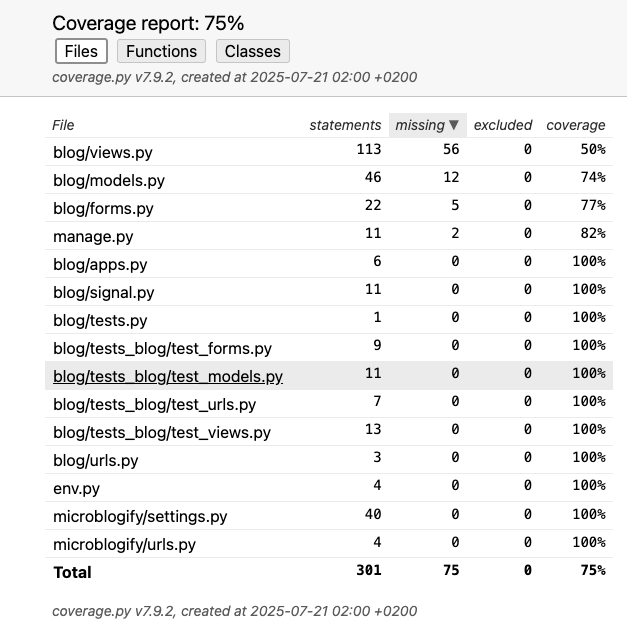 Coverage report: 75%
Files Functions Classes
coverage.py v7.9.2, created at 2025-07-21 02:00 +0200
File statements missing ▼ excluded coverage
blog/views.py 113 56 0 50%
blog/models.py 46 12 0 74%
blog/forms.py 22 5 0 77%
manage.py 11 2 0 82%
blog/apps.py 6 0 0 100%
blog/signal.py 11 0 0 100%
blog/tests.py 1 0 0 100%
blog/tests_blog/test_forms.py 9 0 0 100%
blog/tests_blog/test_models.py 11 0 0 100%
blog/tests_blog/test_urls.py 7 0 0 100%
blog/tests_blog/test_views.py 13 0 0 100%
blog/urls.py 3 0 0 100%
env.py 4 0 0 100%
microblogify/settings.py 40 0 0 100%
microblogify/urls.py 4 0 0 100%
Total 301 75 0 75%
coverage.py v7.9.2, created at 2025-07-21 02:00 +0200